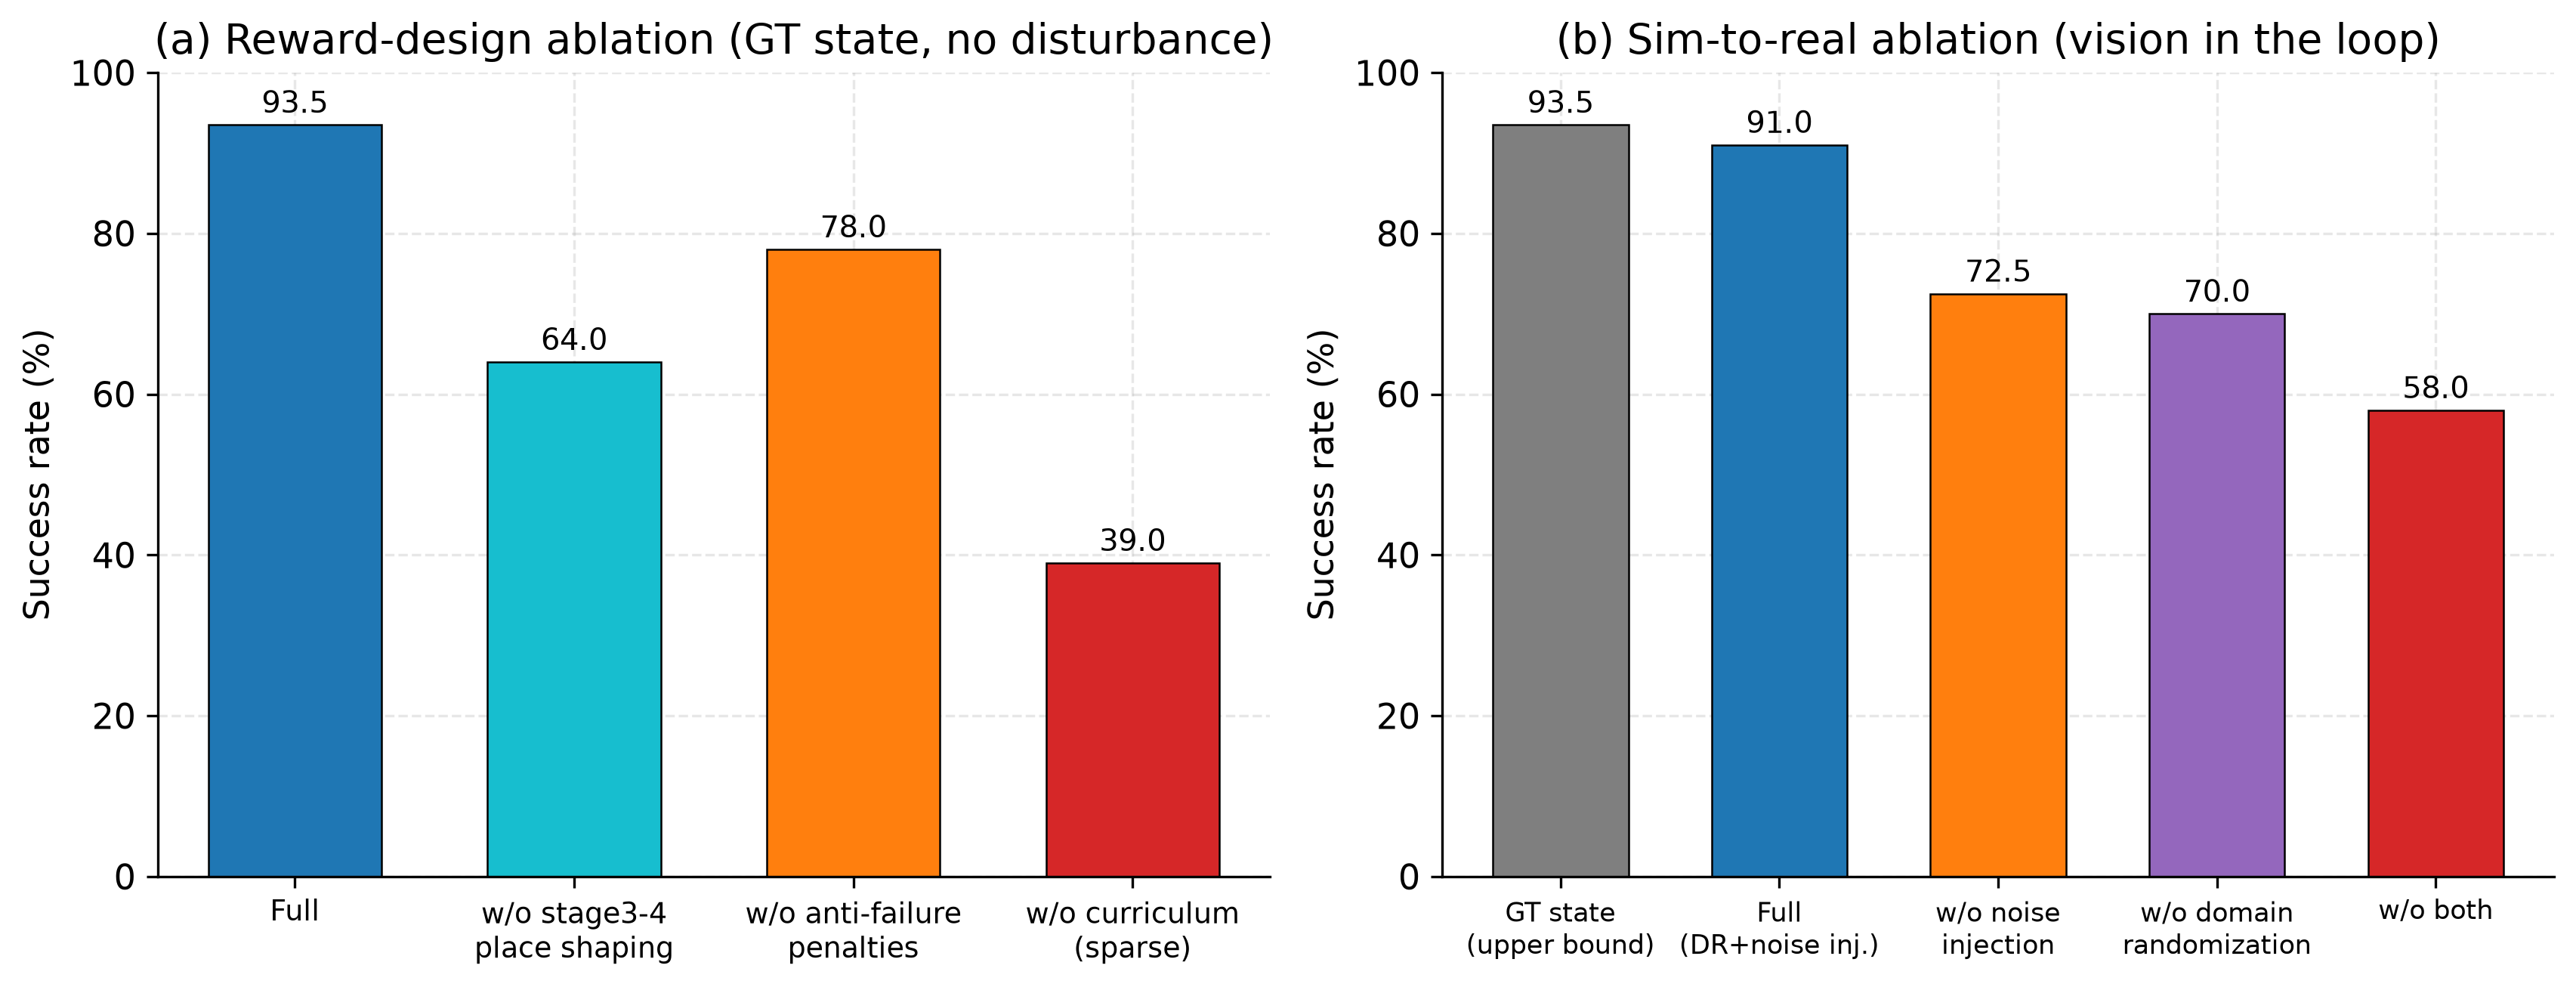 (a) Reward-design ablation (GT state, no disturbance)
Success rate (%)
100
80
60
40
20
0
93.5
64.0
78.0
39.0
Full
w/o stage3-4
place shaping
w/o anti-failure
penalties
w/o curriculum
(sparse)
(b) Sim-to-real ablation (vision in the loop)
Success rate (%)
100
80
60
40
20
0
93.5
91.0
72.5
70.0
58.0
GT state
(upper bound)
Full
(DR+noise inj.)
w/o noise
injection
w/o domain
randomization
w/o both